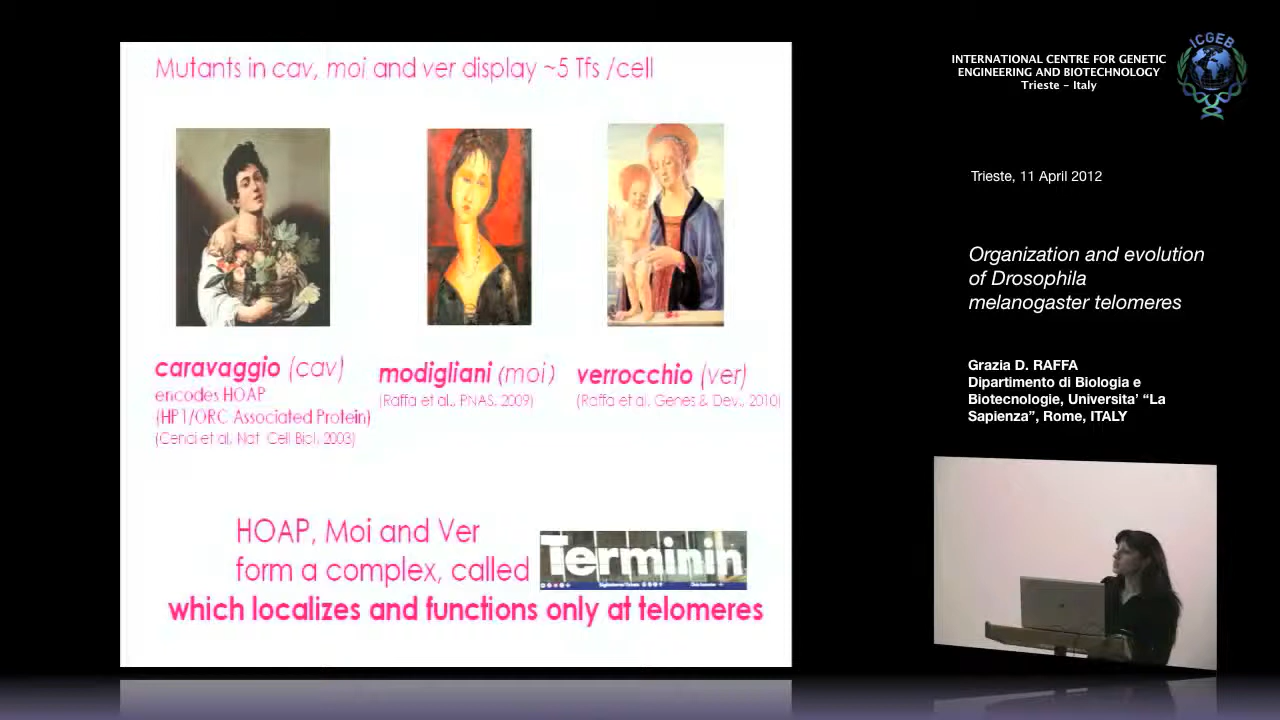 Mutants in cav, moi and ver display ~5 Tfs /cell
caravaggio (cav)
encodes HOAP
(HP1/ORC Associated Protein)
(Cenci et al. Nat Cell Biol, 2003)
modigliani (moi)
(Raffa et al., PNAS, 2009)
verrocchio (ver)
(Raffa et al. Genes & Dev., 2010)
HOAP, Moi and Ver
form a complex, called
Terminin
which localizes and functions only at telomeres
INTERNATIONAL CENTRE FOR GENETIC
ENGINEERING AND BIOTECHNOLOGY
Trieste - Italy
ICGEB
Trieste, 11 April 2012
Organization and evolution
of Drosophila
melanogaster telomeres
Grazia D. RAFFA
Dipartimento di Biologia e
Biotecnologie, Universita' “La
Sapienza”, Rome, ITALY